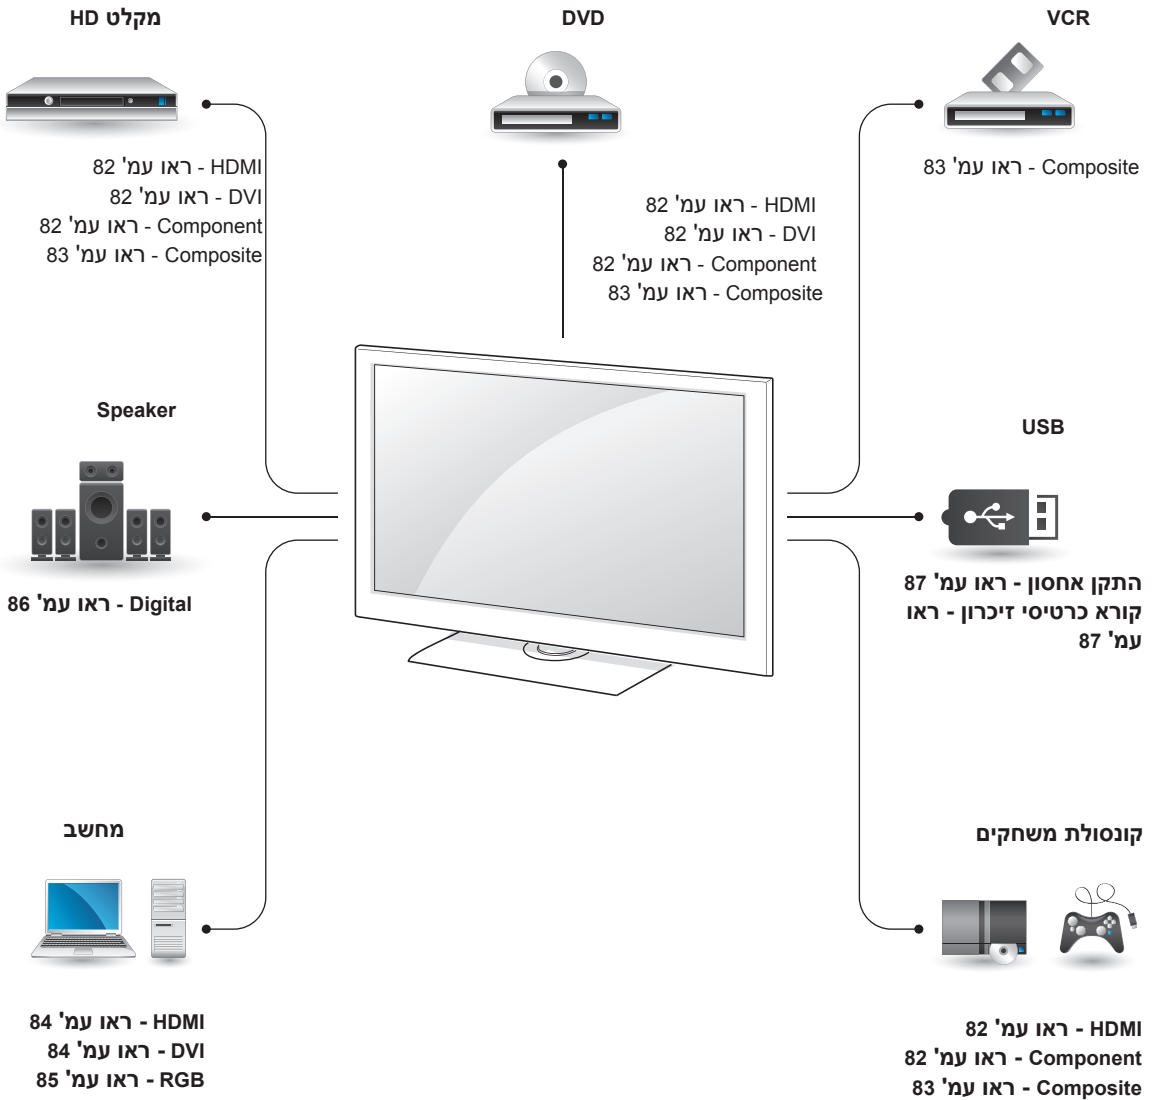 מקלט HD
HDMI - ראו עמ' 82
DVI - ראו עמ' 82
Component - ראו עמ' 82
Composite - ראו עמ' 83
DVD
HDMI - ראו עמ' 82
DVI - ראו עמ' 82
Component - ראו עמ' 82
Composite - ראו עמ' 83
VCR
Composite - ראו עמ' 83
Speaker
Digital - ראו עמ' 86
USB
התקן אחסון - ראו עמ' 87
קורא כרטיסי זיכרון - ראו
עמ' 87
מחשב
HDMI - ראו עמ' 84
DVI - ראו עמ' 84
RGB - ראו עמ' 85
קונסולת משחקים
HDMI - ראו עמ' 82
Component - ראו עמ' 82
Composite - ראו עמ' 83